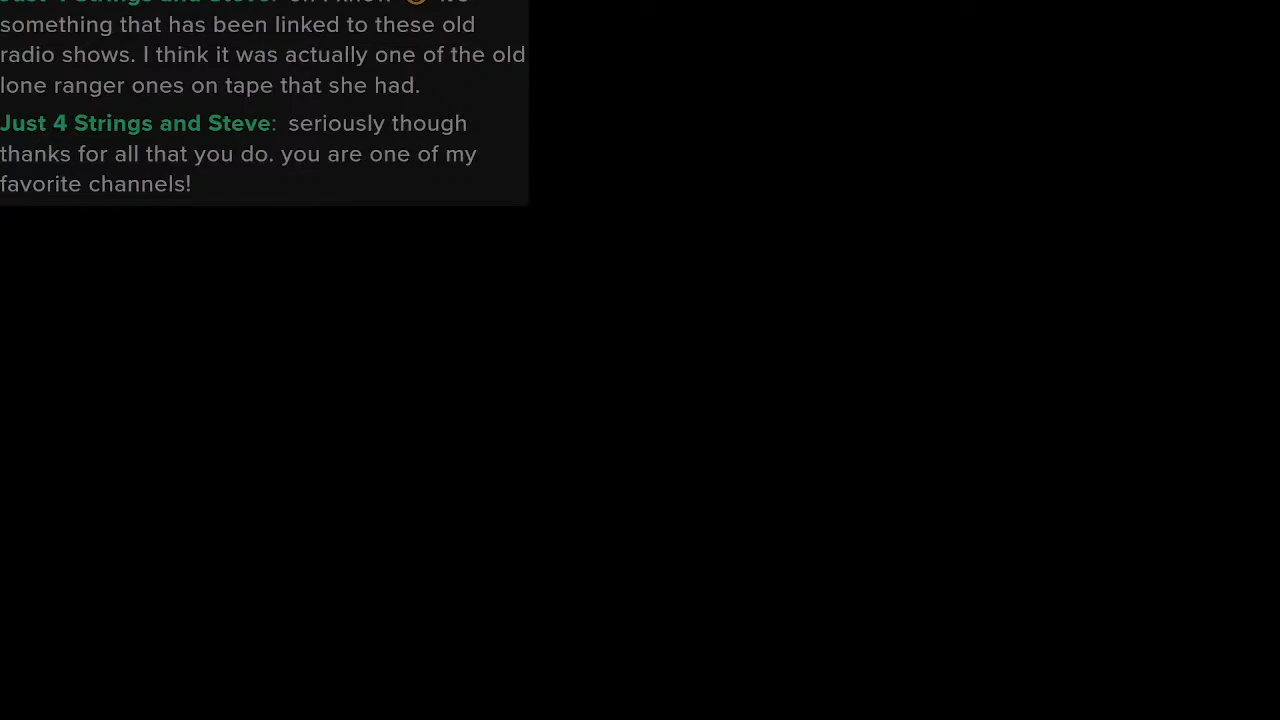 something that has been linked to these old
radio shows. I think it was actually one of the old
lone ranger ones on tape that she had.
Just 4 Strings and Steve: seriously though
thanks for all that you do. you are one of my
favorite channels!